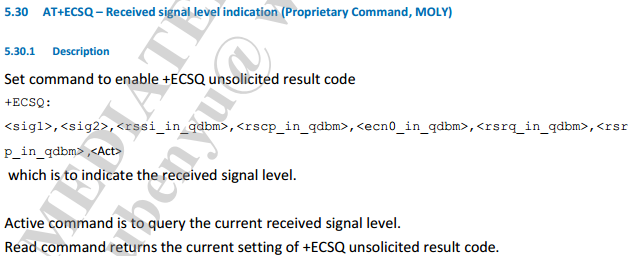 5.30 AT+ECSQ – Received signal level indication (Proprietary Command, MOLY)
5.30.1 Description
Set command to enable +ECSQ unsolicited result code
+ECSQ:
<sig1>,<sig2>,<rssi_in_qdbm>,<rscp_in_qdbm>,<ecn0_in_qdbm>,<rsrq_in_qdbm>,<rsr
p_in_qdbm>,<Act>
which is to indicate the received signal level.
Active command is to query the current received signal level.
Read command returns the current setting of +ECSQ unsolicited result code.